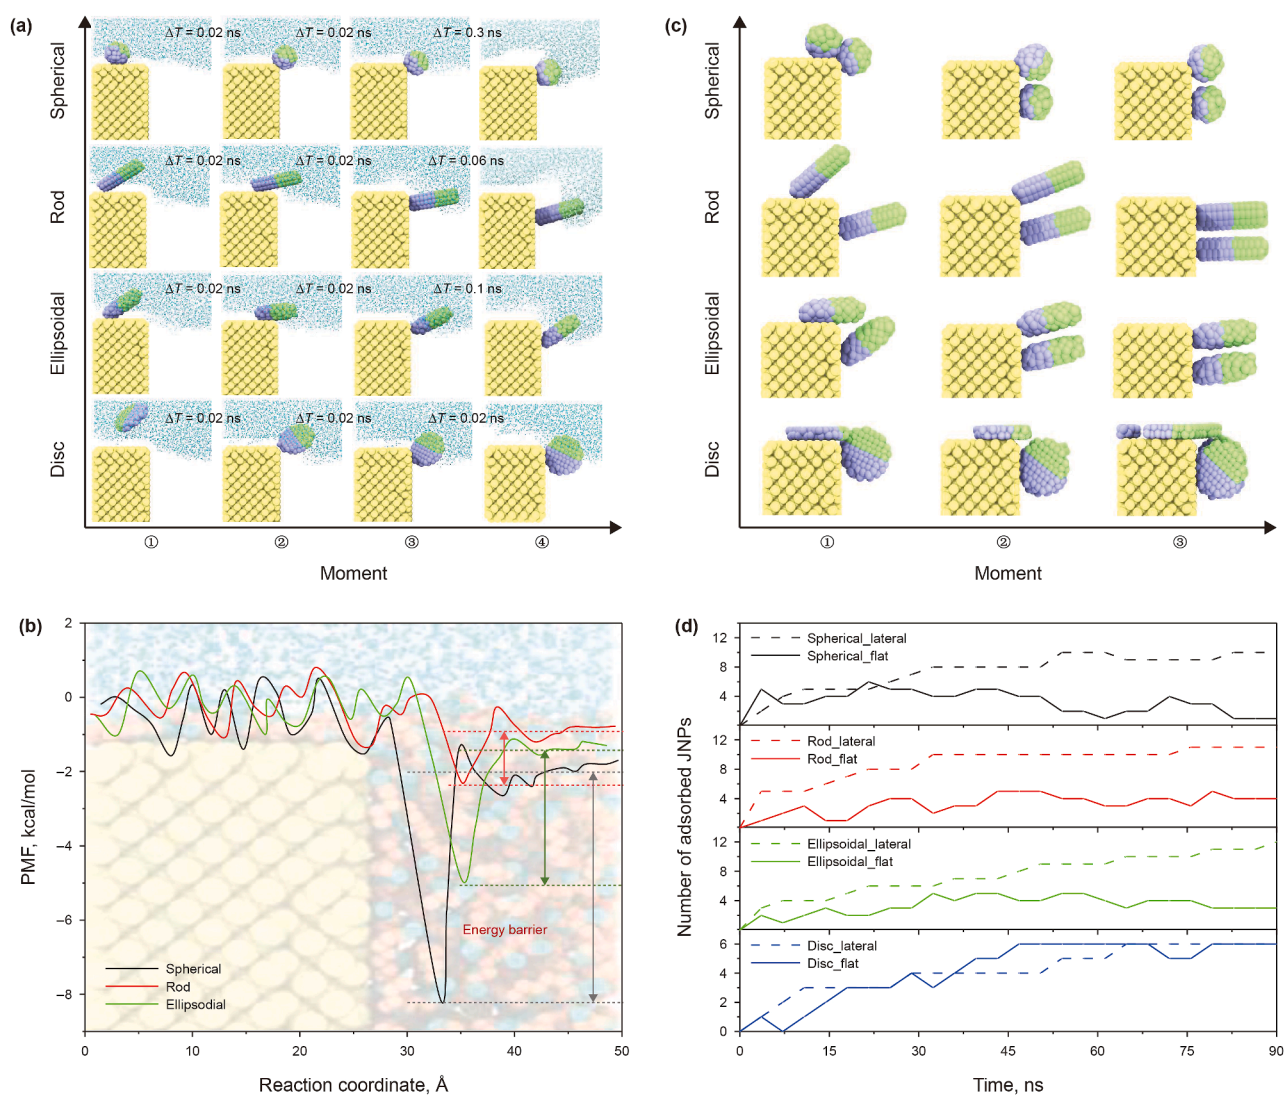 (a)
Spherical
ΔT = 0.02 ns
ΔT = 0.02 ns
ΔT = 0.3 ns
Rod
ΔT = 0.02 ns
ΔT = 0.02 ns
ΔT = 0.06 ns
Ellipsoidal
ΔT = 0.02 ns
ΔT = 0.02 ns
ΔT = 0.1 ns
Disc
ΔT = 0.02 ns
ΔT = 0.02 ns
ΔT = 0.02 ns
① ② ③ ④
Moment
(c)
Spherical
Rod
Ellipsoidal
Disc
① ② ③
Moment
(b)
PMF, kcal/mol
2
0
−2
−4
−6
−8
Energy barrier
Spherical
Rod
Ellipsodial
0 10 20 30 40 50
Reaction coordinate, Å
(d)
Number of adsorbed JNPs
12
8
4
0
Spherical_lateral
Spherical_flat
12
8
4
0
Rod_lateral
Rod_flat
12
8
4
0
Ellipsoidal_lateral
Ellipsoidal_flat
6
4
2
0
Disc_lateral
Disc_flat
0 15 30 45 60 75 90
Time, ns